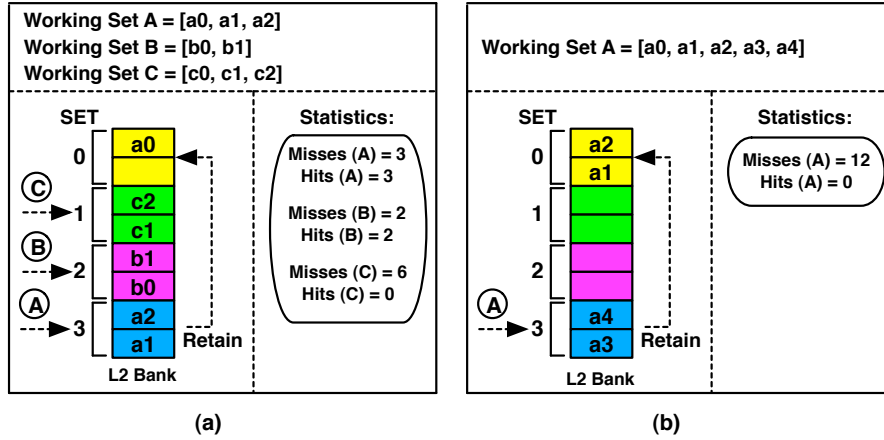 Working Set A = [a0, a1, a2]
Working Set B = [b0, b1]
Working Set C = [c0, c1, c2]
SET
0
1
2
3
C
B
A
a0
c2
c1
b1
b0
a2
a1
Retain
L2 Bank
Statistics:
Misses (A) = 3
Hits (A) = 3
Misses (B) = 2
Hits (B) = 2
Misses (C) = 6
Hits (C) = 0
(a)
Working Set A = [a0, a1, a2, a3, a4]
SET
0
1
2
3
A
a2
a1
a4
a3
Retain
L2 Bank
Statistics:
Misses (A) = 12
Hits (A) = 0
(b)